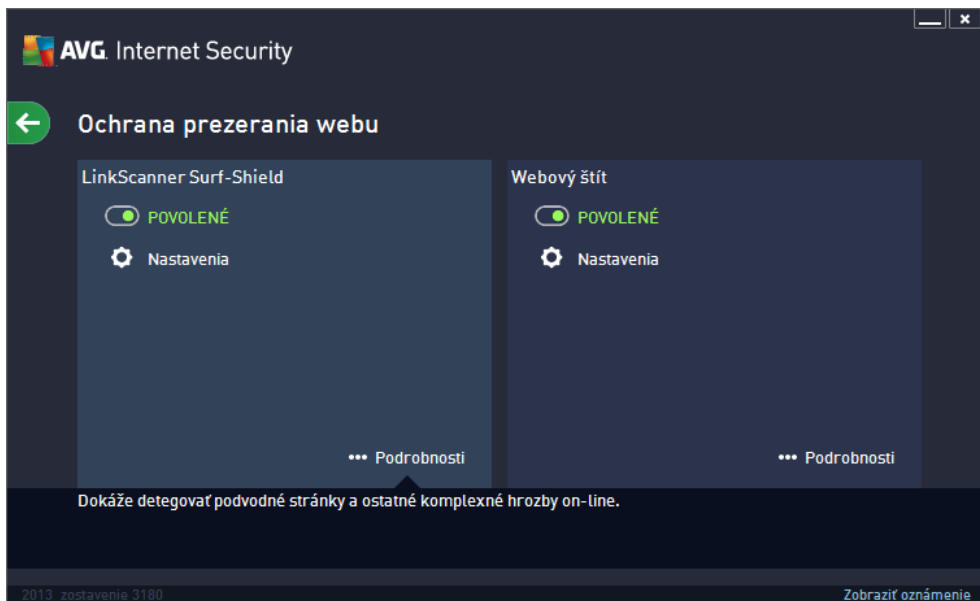 AVG. Internet Security
Ochrana prezerania webu
LinkScanner Surf-Shield
POVOLENÉ
Nastavenia
••• Podrobnosti
Webový štít
POVOLENÉ
Nastavenia
••• Podrobnosti
Dokáže detegovať podvodné stránky a ostatné komplexné hrozby on-line.
2013 zostavenie 3180
Zobraziť oznámenie